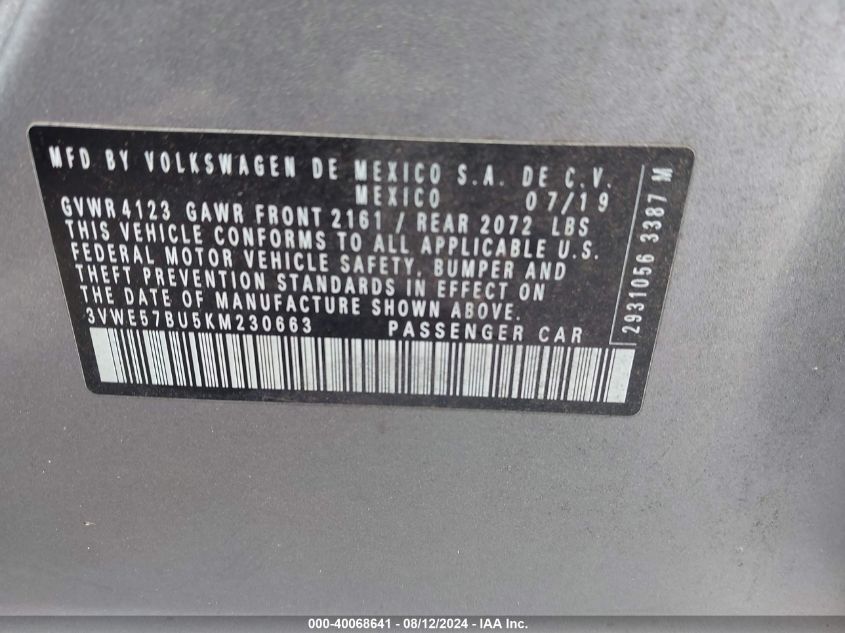 MFD BY VOLKSWAGEN DE MEXICO S.A. DE C.V.
MEXICO 07/19
GVWR 4123 GAWR FRONT 2161 / REAR 2072 LBS
THIS VEHICLE CONFORMS TO ALL APPLICABLE U.S.
FEDERAL MOTOR VEHICLE SAFETY, BUMPER AND
THEFT PREVENTION STANDARDS IN EFFECT ON
THE DATE OF MANUFACTURE SHOWN ABOVE.
3VWE57BU5KM230663 PASSENGER CAR
2931056 3387 M
000-40068641 - 08/12/2024 - IAA Inc.